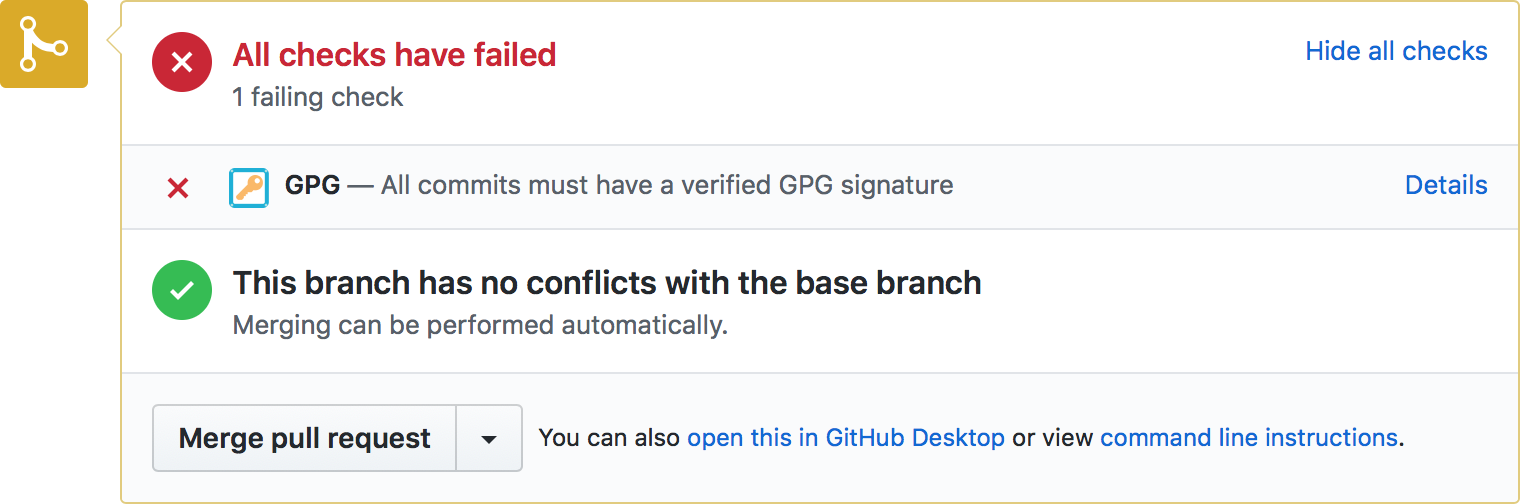 All checks have failed
Hide all checks
1 failing check
GPG — All commits must have a verified GPG signature
Details
This branch has no conflicts with the base branch
Merging can be performed automatically.
Merge pull request
You can also open this in GitHub Desktop or view command line instructions.